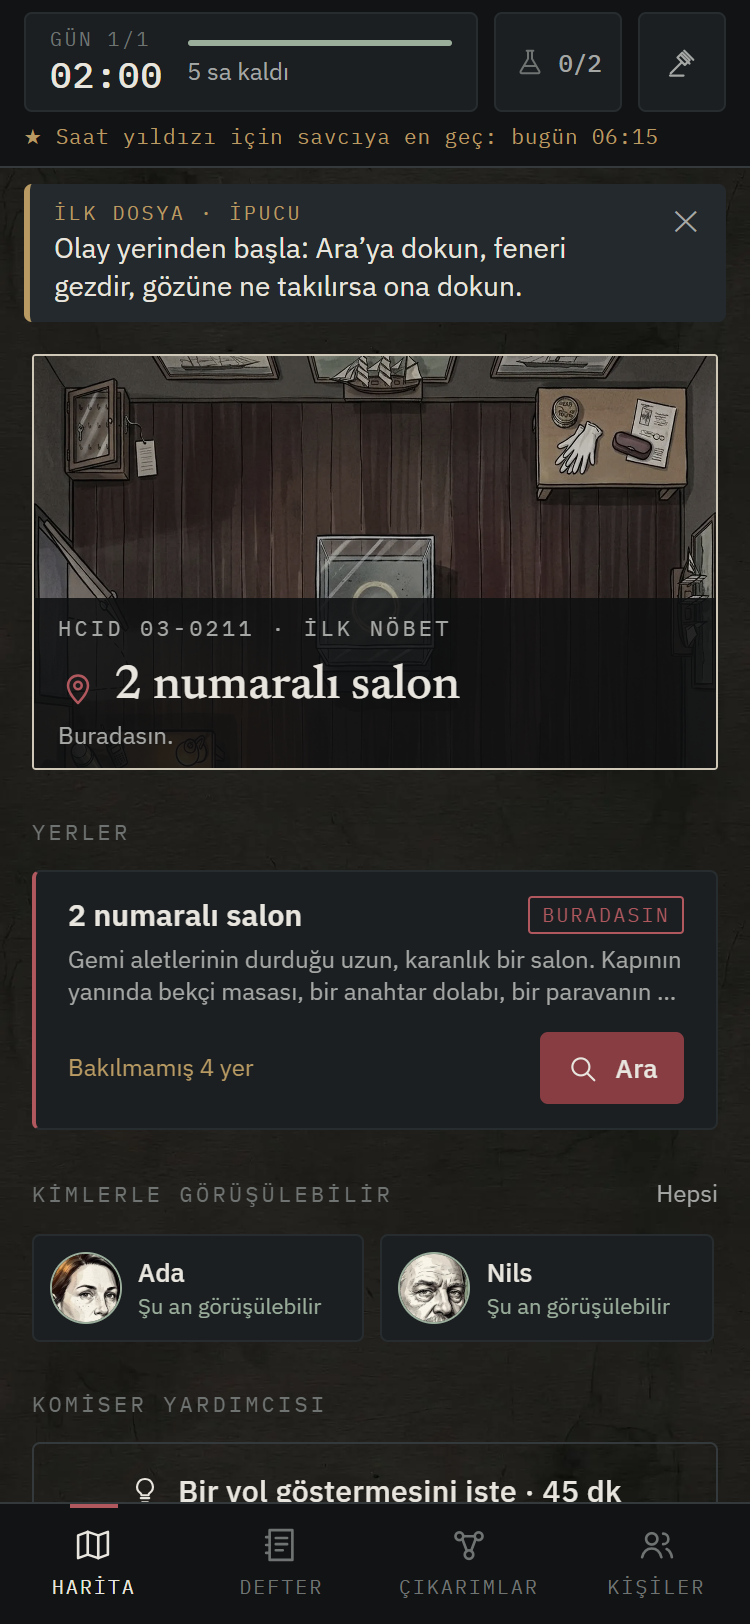 GÜN 1/1
02:00
5 sa kaldı
0/2
★ Saat yıldızı için savcıya en geç: bugün 06:15
İLK DOSYA · İPUCU
Olay yerinden başla: Ara’ya dokun, feneri
gezdir, gözüne ne takılırsa ona dokun.
HCID 03-0211 · İLK NÖBET
2 numaralı salon
Buradasın.
YERLER
2 numaralı salon
BURADASIN
Gemi aletlerinin durduğu uzun, karanlık bir salon. Kapının
yanında bekçi masası, bir anahtar dolabı, bir paravanın ...
Bakılmamış 4 yer
Ara
KİMLERLE GÖRÜŞÜLEBİLİR
Hepsi
Ada
Şu an görüşülebilir
Nils
Şu an görüşülebilir
KOMİSER YARDIMCISI
Bir yol göstermesini iste · 45 dk
HARİTA
DEFTER
ÇIKARIMLAR
KİŞİLER